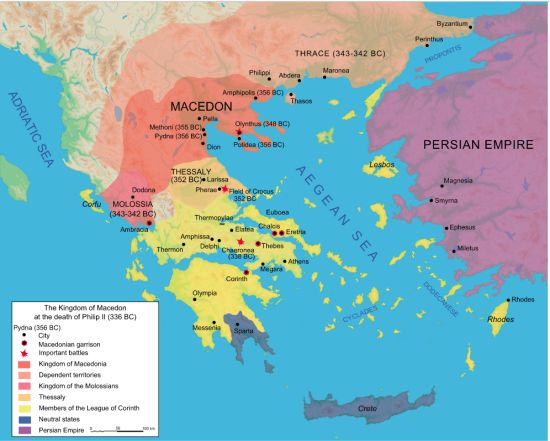 Byzantium
Perinthus
THRACE (343-342 BC)
PROPONTIS
Philippi
Abdera
Maronea
Amphipolis (356 BC)
Thasos
MACEDON
Pella
Methoni (355 BC)
Olynthus (348 BC)
Pydna (356 BC)
Potidea (356 BC)
Dion
ADRIATIC SEA
PERSIAN EMPIRE
THESSALY
(352 BC)
Larissa
Pherae
Field of Crocus
352 BC
Lesbos
Dodona
MOLOSSIA
(343-342 BC)
Corfu
Ambracia
AEGEAN SEA
Magnesia
Smyrna
Thermopylae
Euboea
Elatea
Chalcis
Eretria
Amphissa
Delphi
Thermon
Chaeronea
(338 BC)
Thebes
Ephesus
Miletus
Megara
Athens
Corinth
Olympia
CYCLADES
DODECANESE
Rhodes
Rhodes
Messenia
Sparta
Crete
The Kingdom of Macedon
at the death of Philip II (336 BC)
Pydna (356 BC)
City
Macedonian garrison
Important battles
Kingdom of Macedonia
Dependent territories
Kingdom of the Molossians
Thessaly
Members of the League of Corinth
Neutral states
Persian Empire
0 50 100 km